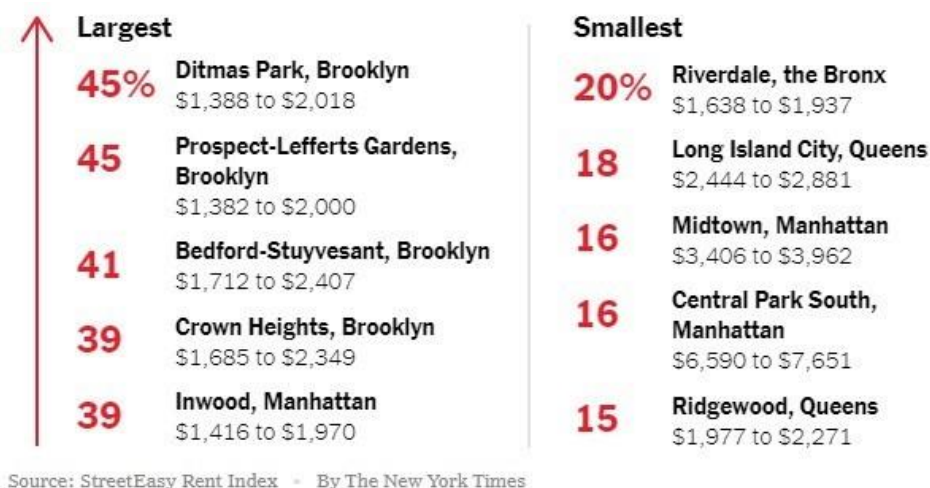 Largest
45%
Ditmas Park, Brooklyn
$1,388 to $2,018
45
Prospect-Lefferts Gardens,
Brooklyn
$1,382 to $2,000
41
Bedford-Stuyvesant, Brooklyn
$1,712 to $2,407
39
Crown Heights, Brooklyn
$1,685 to $2,349
39
Inwood, Manhattan
$1,416 to $1,970
Smallest
20%
Riverdale, the Bronx
$1,638 to $1,937
18
Long Island City, Queens
$2,444 to $2,881
16
Midtown, Manhattan
$3,406 to $3,962
16
Central Park South,
Manhattan
$6,590 to $7,651
15
Ridgewood, Queens
$1,977 to $2,271
Source: StreetEasy Rent Index • By The New York Times